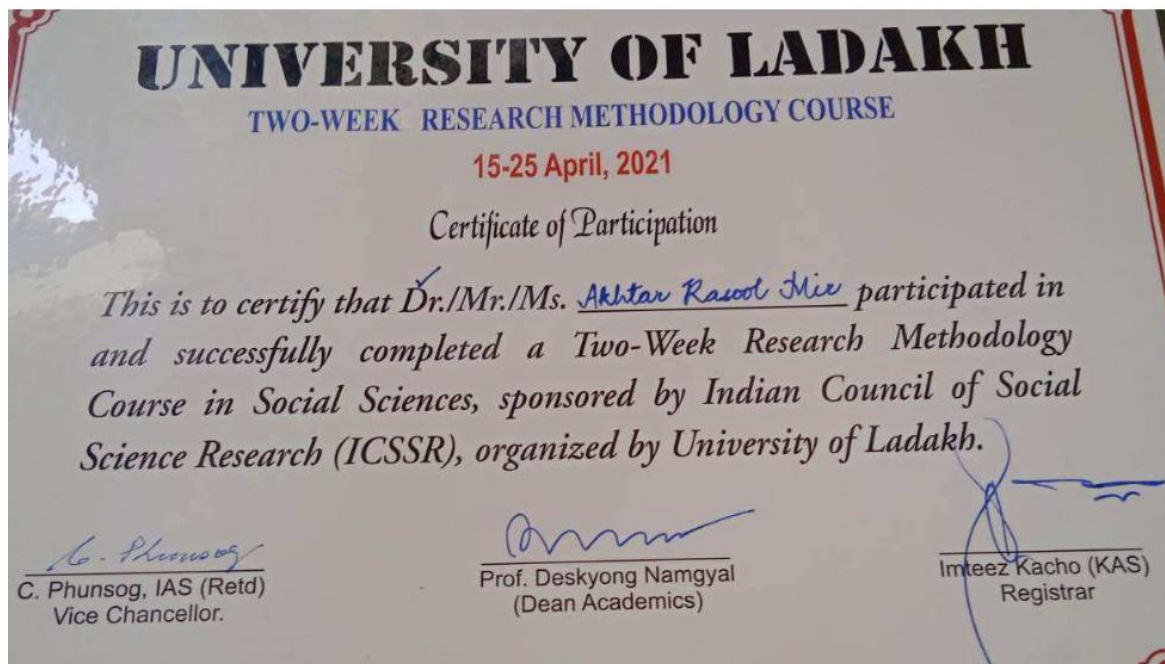 UNIVERSITY OF LADAKH
TWO-WEEK RESEARCH METHODOLOGY COURSE
15-25 April, 2021
Certificate of Participation
This is to certify that Dr./Mr./Ms. Akhtar Rasool Mir participated in
and successfully completed a Two-Week Research Methodology
Course in Social Sciences, sponsored by Indian Council of Social
Science Research (ICSSR), organized by University of Ladakh.
C. Phunsog
C. Phunsog, IAS (Retd)
Vice Chancellor.
Prof. Deskyong Namgyal
(Dean Academics)
Imteez Kacho (KAS)
Registrar